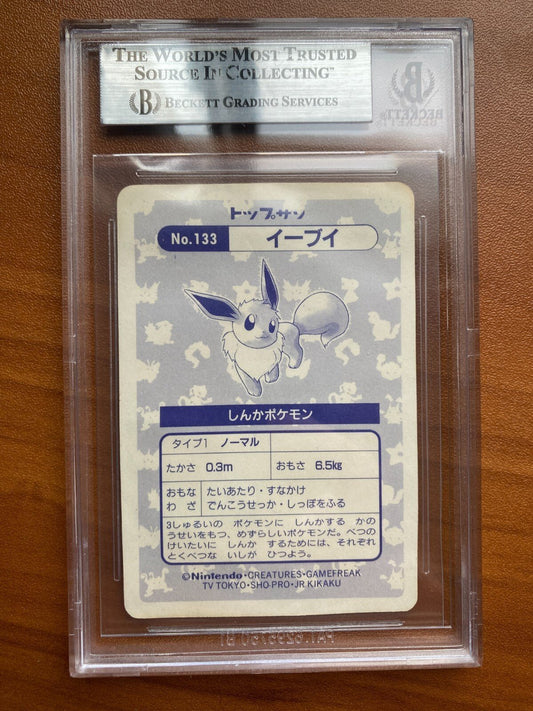 THE WORLD'S MOST TRUSTED
SOURCE IN COLLECTING™
BECKETT GRADING SERVICES
トップサン
No.133 イーブイ
しんかポケモン
タイプ1 ノーマル
たかさ 0.3m おもさ 6.5kg
おもな わざ たいあたり・すなかけ
でんこうせっか・しっぽをふる
3しゅるいの ポケモンに しんかする かの
うせいをもつ、めずらしいポケモンだ。べつの
けいたいに しんか するためには、それぞれ
とくべつな いしが ひつよう。
©Nintendo・CREATURES・GAMEFREAK
TV TOKYO・SHO-PRO・JR.KIKAKU